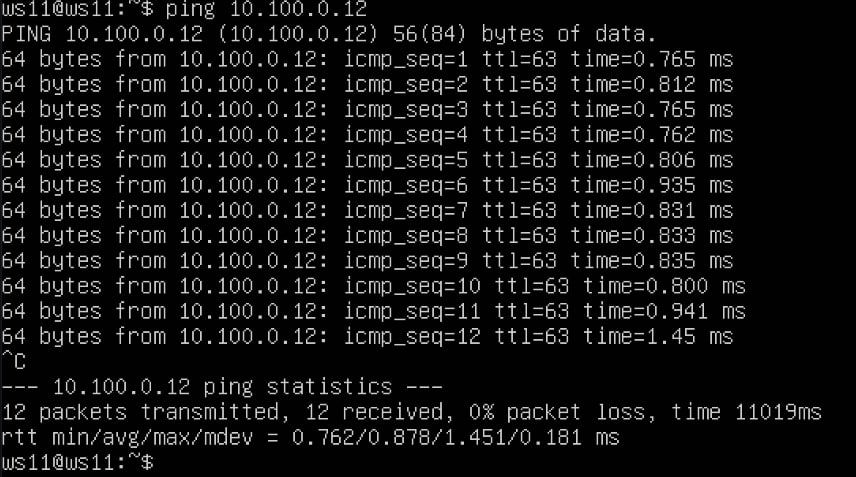 ws11@ws11:~$ ping 10.100.0.12
PING 10.100.0.12 (10.100.0.12) 56(84) bytes of data.
64 bytes from 10.100.0.12: icmp_seq=1 ttl=63 time=0.765 ms
64 bytes from 10.100.0.12: icmp_seq=2 ttl=63 time=0.812 ms
64 bytes from 10.100.0.12: icmp_seq=3 ttl=63 time=0.765 ms
64 bytes from 10.100.0.12: icmp_seq=4 ttl=63 time=0.762 ms
64 bytes from 10.100.0.12: icmp_seq=5 ttl=63 time=0.806 ms
64 bytes from 10.100.0.12: icmp_seq=6 ttl=63 time=0.935 ms
64 bytes from 10.100.0.12: icmp_seq=7 ttl=63 time=0.831 ms
64 bytes from 10.100.0.12: icmp_seq=8 ttl=63 time=0.833 ms
64 bytes from 10.100.0.12: icmp_seq=9 ttl=63 time=0.835 ms
64 bytes from 10.100.0.12: icmp_seq=10 ttl=63 time=0.800 ms
64 bytes from 10.100.0.12: icmp_seq=11 ttl=63 time=0.941 ms
64 bytes from 10.100.0.12: icmp_seq=12 ttl=63 time=1.45 ms
^C
--- 10.100.0.12 ping statistics ---
12 packets transmitted, 12 received, 0% packet loss, time 11019ms
rtt min/avg/max/mdev = 0.762/0.878/1.451/0.181 ms
ws11@ws11:~$